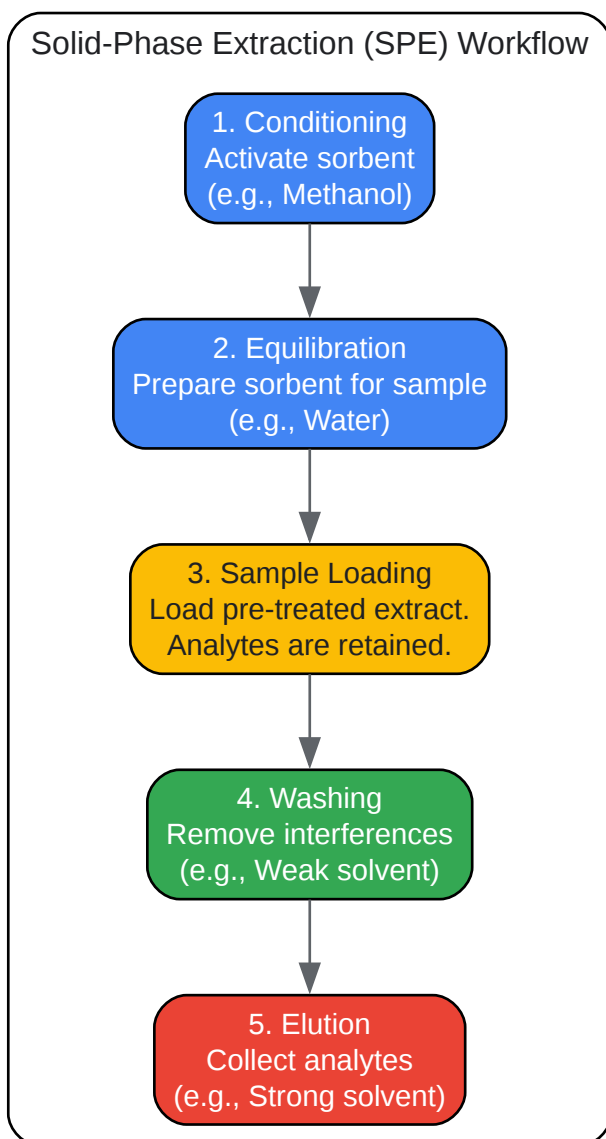 Solid-Phase Extraction (SPE) Workflow
1. Conditioning
Activate sorbent
(e.g., Methanol)
2. Equilibration
Prepare sorbent for sample
(e.g., Water)
3. Sample Loading
Load pre-treated extract.
Analytes are retained.
4. Washing
Remove interferences
(e.g., Weak solvent)
5. Elution
Collect analytes
(e.g., Strong solvent)